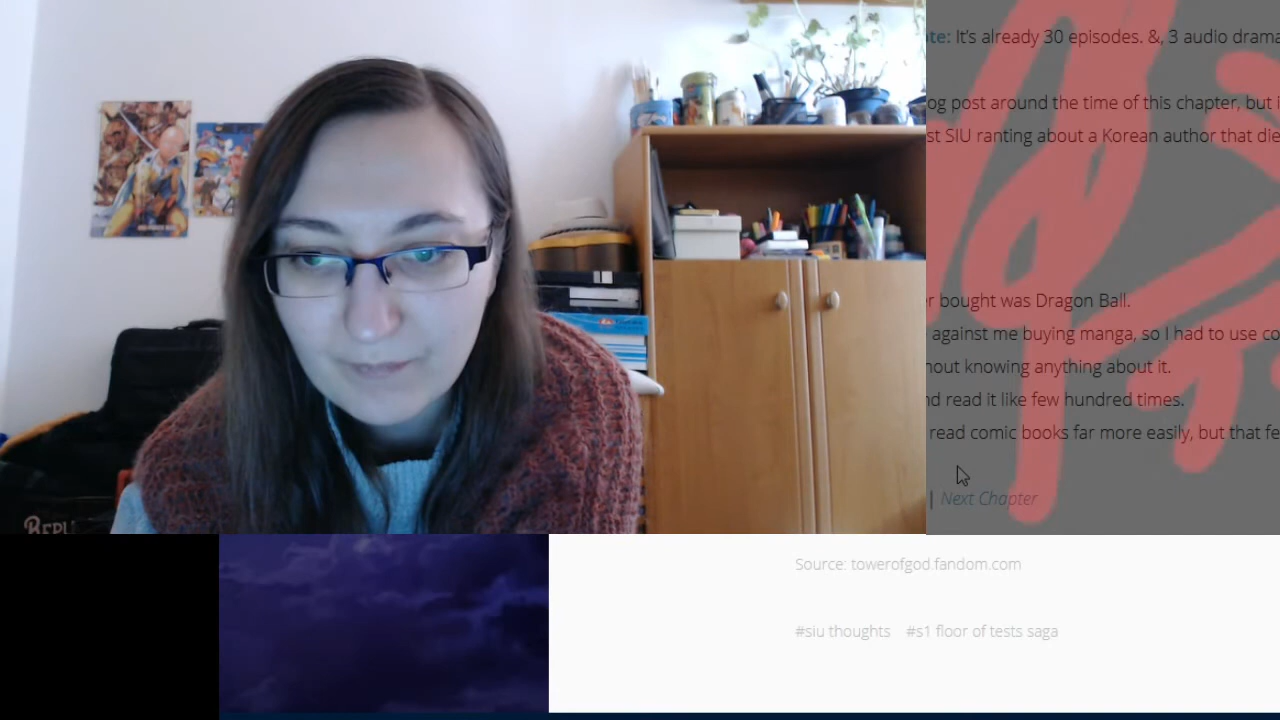 te: It's already 30 episodes. &, 3 audio drama
og post around the time of this chapter, but i
st SIU ranting about a Korean author that die
r bought was Dragon Ball.
against me buying manga, so I had to use co
hout knowing anything about it.
nd read it like few hundred times.
read comic books far more easily, but that fe
| Next Chapter
Source: towerofgod.fandom.com
#siu thoughts #s1 floor of tests saga